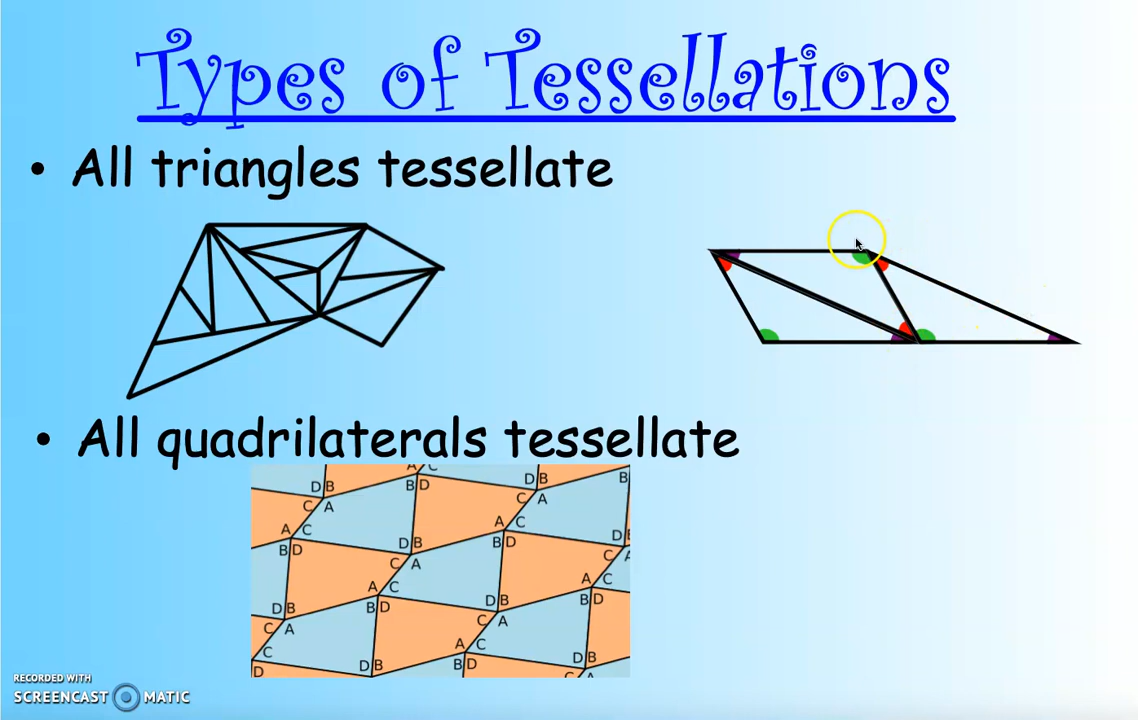 Types of Tessellations
• All triangles tessellate
• All quadrilaterals tessellate
A C
D B B D D B B
C A C A
A C A C
B D D B B D D B
C A C A
A C A C
D B B D D B B D
C A C A
C A C
D D B B D D B
C A
RECORDED WITH
SCREENCAST MATIC